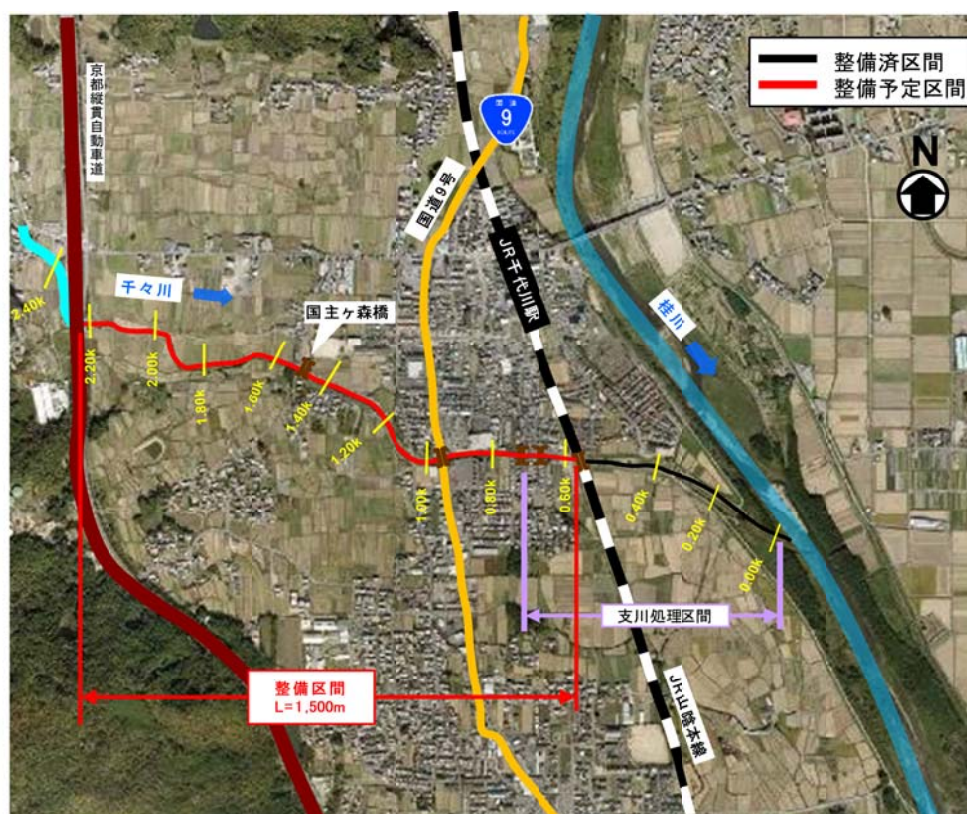 整備済区間
整備予定区間
京都縦貫自動車道
国道
9
ROUTE
N
国道9号
JR千代川駅
千々川
国主ヶ森橋
桂川
2.40k
2.20k
2.00k
1.80k
1.60k
1.40k
1.20k
1.00k
0.80k
0.60k
0.40k
0.20k
0.00k
支川処理区間
整備区間
L=1,500m
JR山陰本線